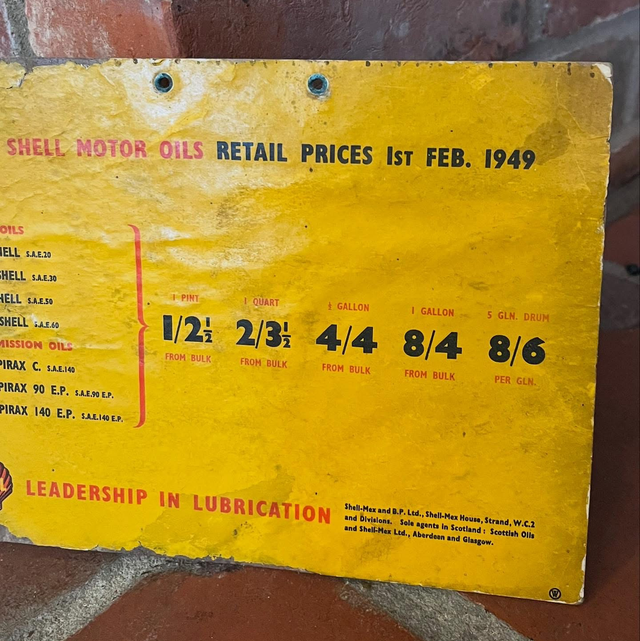 SHELL MOTOR OILS RETAIL PRICES 1ST FEB. 1949
OILS
S.A.E.20
SHELL S.A.E.30
S.A.E.50
SHELL S.A.E.60
OILS
C. S.A.E.140
90 E.P. S.A.E.90 E.P.
140 E.P. S.A.E.140 E.P.
1 PINT 1 QUART ½ GALLON 1 GALLON 5 GLN. DRUM
1/2½ 2/3½ 4/4 8/4 8/6
FROM BULK FROM BULK FROM BULK FROM BULK PER GLN.
LEADERSHIP IN LUBRICATION
Shell-Mex and B.P. Ltd., Shell-Mex House, Strand, W.C.2
and Divisions. Sole agents in Scotland : Scottish Oils
and Shell-Mex Ltd., Aberdeen and Glasgow.